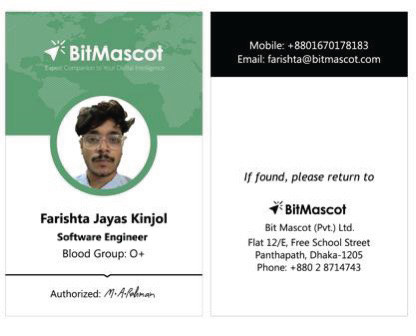 BitMascot
Expert Companion to Your Digital Intelligence
Farishta Jayas Kinjol
Software Engineer
Blood Group: O+
Authorized: M.A.Rahman
Mobile: +8801670178183
Email: farishta@bitmascot.com
If found, please return to
BitMascot
Bit Mascot (Pvt.) Ltd.
Flat 12/E, Free School Street
Panthapath, Dhaka-1205
Phone: +880 2 8714743